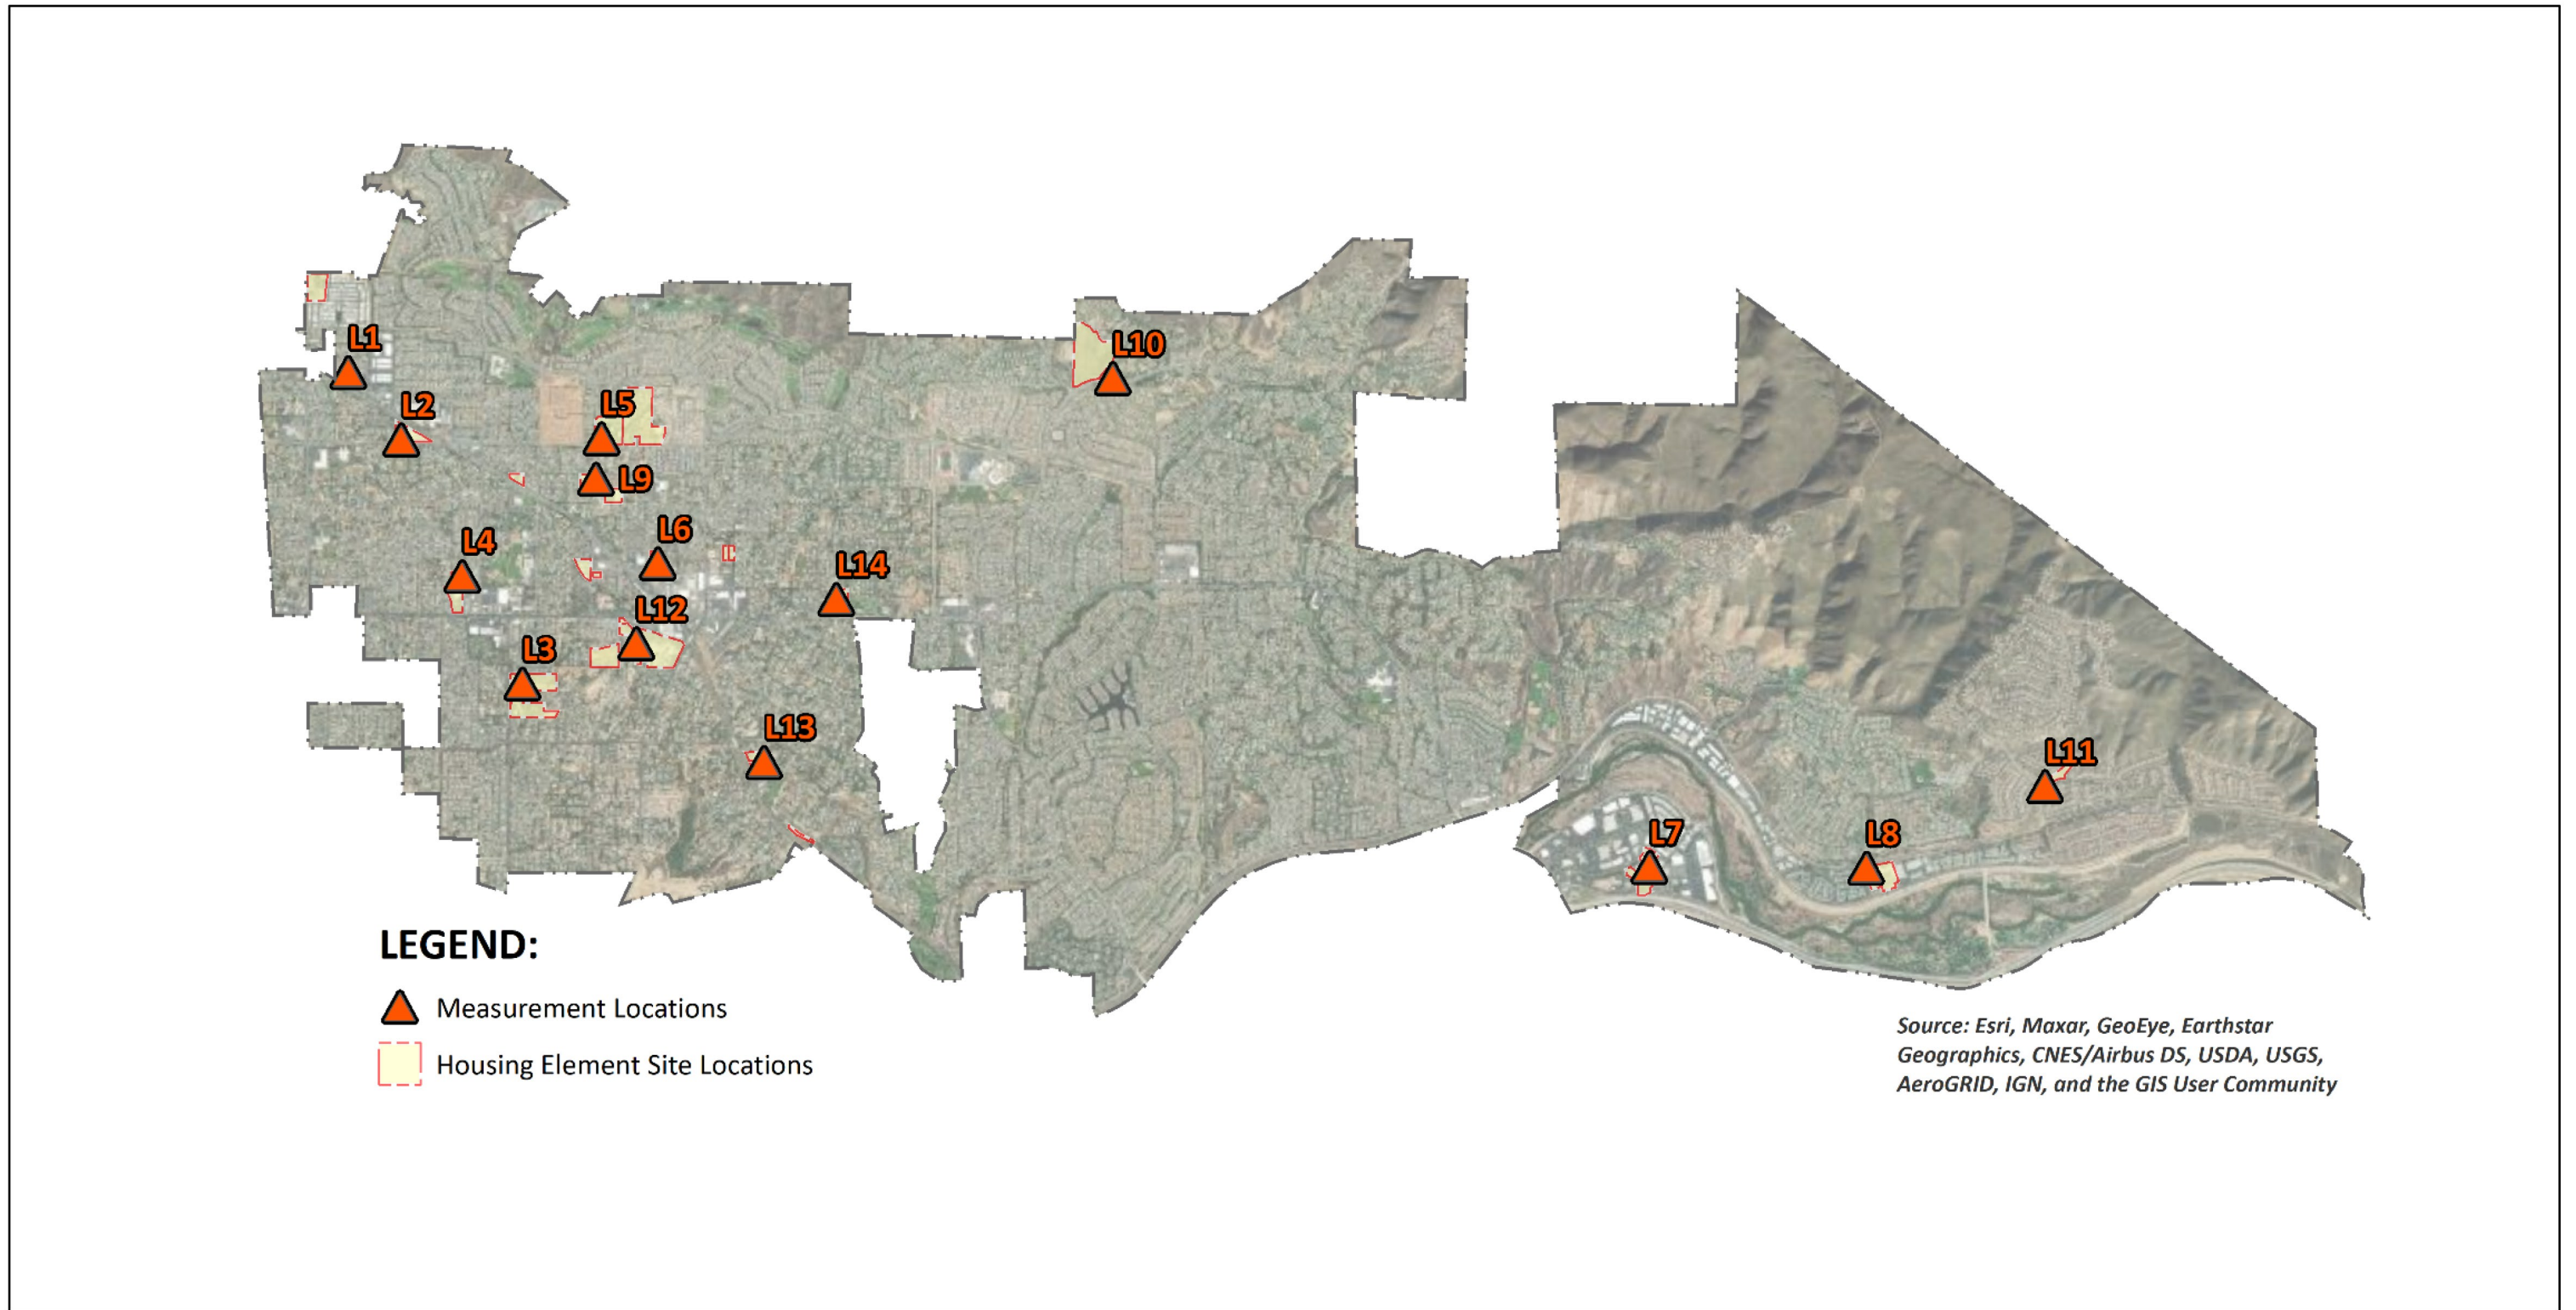 L1
L10
L2
L5
L9
L6
L4
L14
L12
L3
L13
L11
L7
L8
LEGEND:
Measurement Locations
Housing Element Site Locations
Source: Esri, Maxar, GeoEye, Earthstar
Geographics, CNES/Airbus DS, USDA, USGS,
AeroGRID, IGN, and the GIS User Community